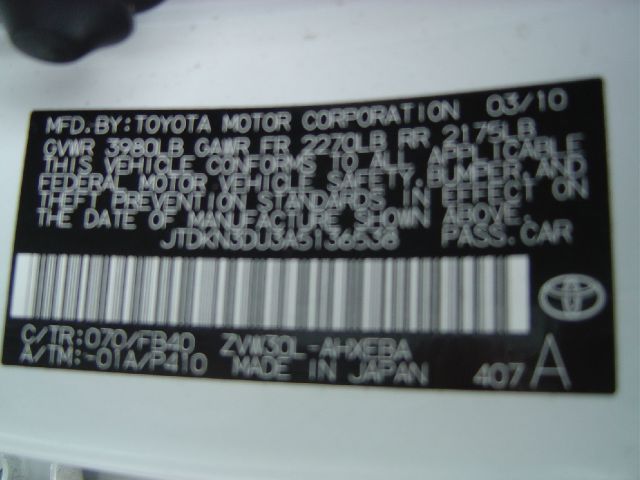 MFD. BY: TOYOTA MOTOR CORPORATION 03/10
GVWR 3980LB GAWR FR 2270LB RR 2175LB
THIS VEHICLE CONFORMS TO ALL APPLICABLE
FEDERAL MOTOR VEHICLE SAFETY, BUMPER, AND
THEFT PREVENTION STANDARDS IN EFFECT ON
THE DATE OF MANUFACTURE SHOWN ABOVE.
JTDKN3DU3A5136538 PASS. CAR
C/TR: 070/FB40 ZVW30L-AHXEBA
A/TM: -01A/P410 MADE IN JAPAN 407 A